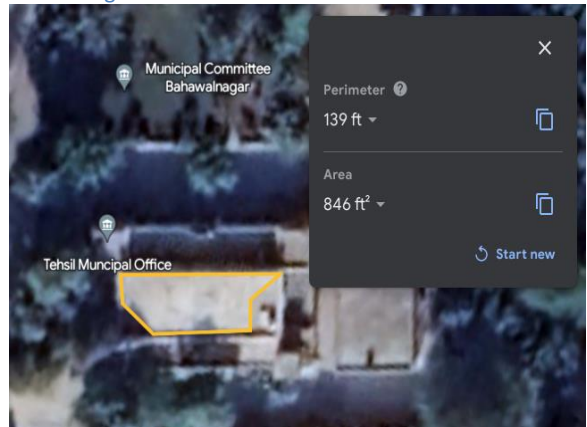 Municipal Committee
Bahawalnagar
Tehsil Muncipal Office
Perimeter
139 ft
Area
846 ft²
Start new